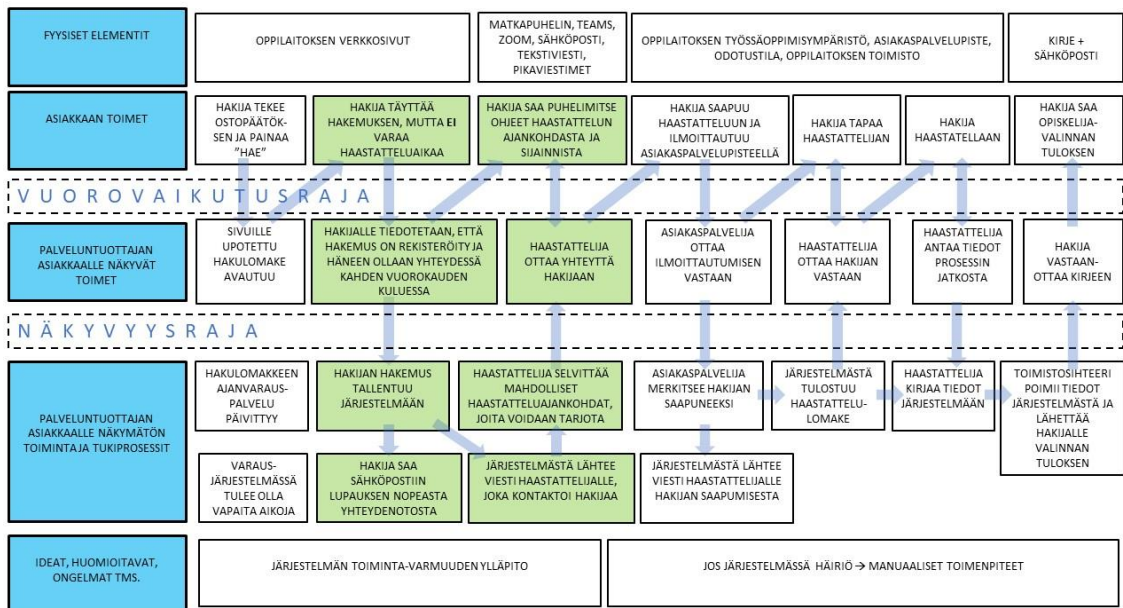 FYYSISET ELEMENTIT
OPPILAITOKSEN VERKKOSIVUT
MATKAPUHELIN, TEAMS,
ZOOM, SÄHKÖPOSTI,
TEKSTIVIESTI,
PIKAVIESTIMET
OPPILAITOKSEN TYÖSSÄOPPIMISYMPÄRISTÖ, ASIAKASPALVELUPISTE,
ODOTUSTILA, OPPILAITOKSEN TOIMISTO
KIRJE +
SÄHKÖPOSTI
ASIAKKAAN TOIMET
HAKIJA TEKEE
OSTOPÄÄTÖK-
SEN JA PAINAA
"HAE"
HAKIJA TÄYTTÄÄ
HAKEMUKSEN, MUTTA EI
VARAA
HAASTATTELUAIKAA
HAKIJA SAA PUHELIMITSE
OHJEET HAASTATTELUN
AJANKOHDASTA JA
SIJAINNISTA
HAKIJA SAAPUU
HAASTATTELUUN JA
ILMOITTAUTUU
ASIAKASPALVELUPISTEELLÄ
HAKIJA TAPAA
HAASTATTELIJAN
HAKIJA
HAASTATELLAAN
HAKIJA SAA
OPISKELIJA-
VALINNAN
TULOKSEN
VUOROVAIKUTUSRAJA
PALVELUNTUOTTAJAN
ASIAKKAALLE NÄKYVÄT
TOIMET
SIVUILLE
UPOTETTU
HAKULOMAKE
AVAUTUU
HAKIJALLE TIEDOTETAAN, ETTÄ
HAKEMUS ON REKISTERÖITY JA
HÄNEEN OLLAAN YHTEYDESSÄ
KAHDEN VUOROKAUDEN
KULUESSA
HAASTATTELIJA
OTTAA YHTEYTTÄ
HAKIJAAN
ASIAKASPALVELIJA
OTTAA
ILMOITTAUTUMISEN
VASTAAN
HAASTATTELIJA
OTTAA HAKIJAN
VASTAAN
HAASTATTELIJA
ANTAA TIEDOT
PROSESSIN
JATKOSTA
HAKIJA
VASTAAN-
OTTAA KIRJEEN
NÄKYVYYSRAJA
PALVELUNTUOTTAJAN
ASIAKKAALLE NÄKYMÄTÖN
TOIMINTA JA TUKIPROSESSIT
HAKULOMAKKEEN
AJANVARAUS-
PALVELU
PÄIVITTYY
HAKIJAN HAKEMUS
TALLENTUU
JÄRJESTELMÄÄN
HAASTATTELIJA SELVITTÄÄ
MAHDOLLISET
HAASTATTELUAJANKOHDAT,
JOITA VOIDAAN TARJOTA
ASIAKASPALVELIJA
MERKITSEE HAKIJAN
SAAPUNEEKSI
JÄRJESTELMÄSTÄ
TULOSTUU
HAASTATTELU-
LOMAKE
HAASTATTELIJA
KIRJAA TIEDOT
JÄRJESTELMÄÄN
TOIMISTOSIHTEERI
POIMII TIEDOT
JÄRJESTELMÄSTÄ JA
LÄHETTÄÄ
HAKIJALLE
VALINNAN
TULOKSEN
VARAUS-
JÄRJESTELMÄSSÄ
TULEE OLLA
VAPAITA AIKOJA
HAKIJA SAA
SÄHKÖPOSTIIN
LUPAUKSEN NOPEASTA
YHTEYDENOTOSTA
JÄRJESTELMÄSTÄ LÄHTEE
VIESTI HAASTATTELIJALLE,
JOKA KONTAKTOI HAKIJAA
JÄRJESTELMÄSTÄ LÄHTEE
VIESTI HAASTATTELIJALLE
HAKIJAN SAAPUMISESTA
IDEAT, HUOMIOITAVAT,
ONGELMAT TMS.
JÄRJESTELMÄN TOIMINTA-VARMUUDEN YLLÄPITO
JOS JÄRJESTELMÄSSÄ HÄIRIÖ → MANUAALISET TOIMENPITEET